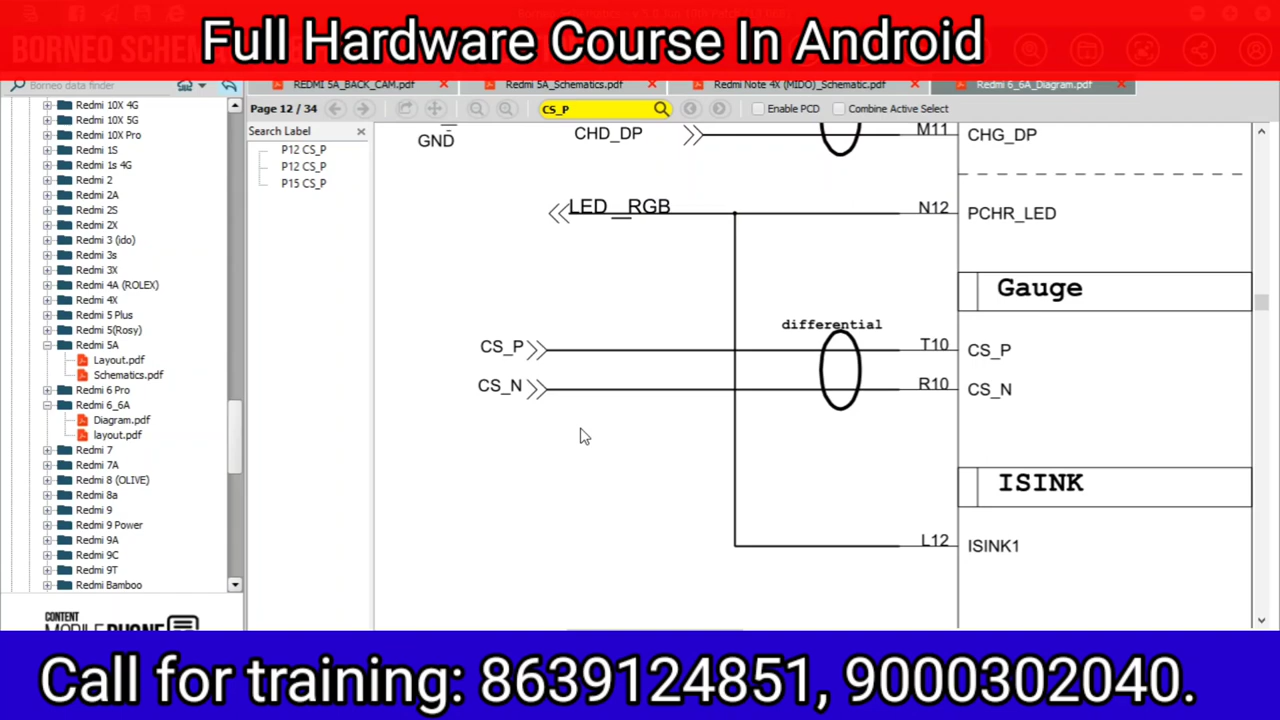 Full Hardware Course In Android
BORNEO SCHEM
Borneo data finder
REDMI 5A_BACK_CAM.pdf
Redmi 5A_Schematics.pdf
Redmi Note 4X (MIDO)_Schematic.pdf
Redmi 6_6A_Diagram.pdf
Page 12 / 34
CS_P
Enable PCD
Combine Active Select
Search Label
P12 CS_P
P12 CS_P
P15 CS_P
Redmi 10X 4G
Redmi 10X 5G
Redmi 10X Pro
Redmi 1S
Redmi 1s 4G
Redmi 2
Redmi 2A
Redmi 2S
Redmi 2X
Redmi 3 (ido)
Redmi 3s
Redmi 3X
Redmi 4A (ROLEX)
Redmi 4X
Redmi 5 Plus
Redmi 5(Rosy)
Redmi 5A
Layout.pdf
Schematics.pdf
Redmi 6 Pro
Redmi 6_6A
Diagram.pdf
layout.pdf
Redmi 7
Redmi 7A
Redmi 8 (OLIVE)
Redmi 8a
Redmi 9
Redmi 9 Power
Redmi 9A
Redmi 9C
Redmi 9T
Redmi Bamboo
CONTENT
MOBILE PHONE
GND
CHD_DP
M11
CHG_DP
LED__RGB
N12
PCHR_LED
Gauge
differential
CS_P
T10
CS_P
CS_N
R10
CS_N
ISINK
L12
ISINK1
Call for training: 8639124851, 9000302040.